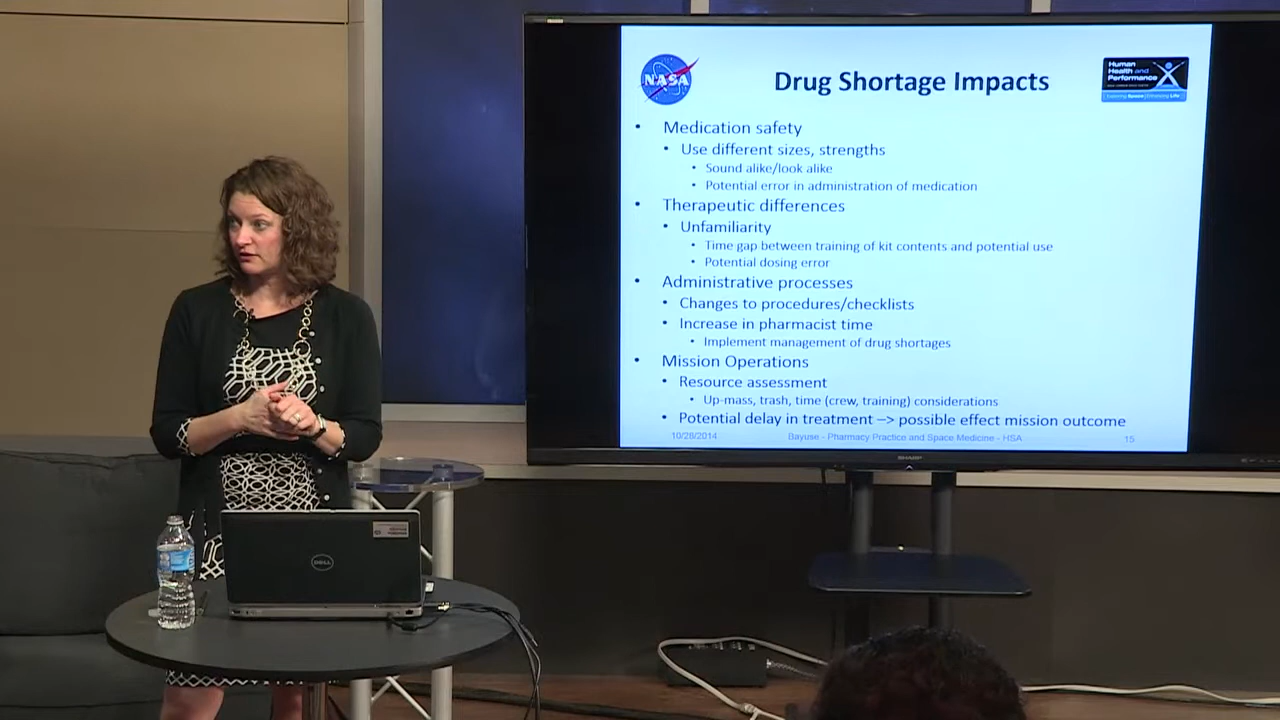 NASA
Drug Shortage Impacts
Human
Health and
Performance
Exploring Space | Enhancing Life
• Medication safety
• Use different sizes, strengths
• Sound alike/look alike
• Potential error in administration of medication
• Therapeutic differences
• Unfamiliarity
• Time gap between training of kit contents and potential use
• Potential dosing error
• Administrative processes
• Changes to procedures/checklists
• Increase in pharmacist time
• Implement management of drug shortages
• Mission Operations
• Resource assessment
• Up-mass, trash, time (crew, training) considerations
• Potential delay in treatment –> possible effect mission outcome
10/28/2014
Bayuse - Pharmacy Practice and Space Medicine - HSA
15
SHARP
DELL